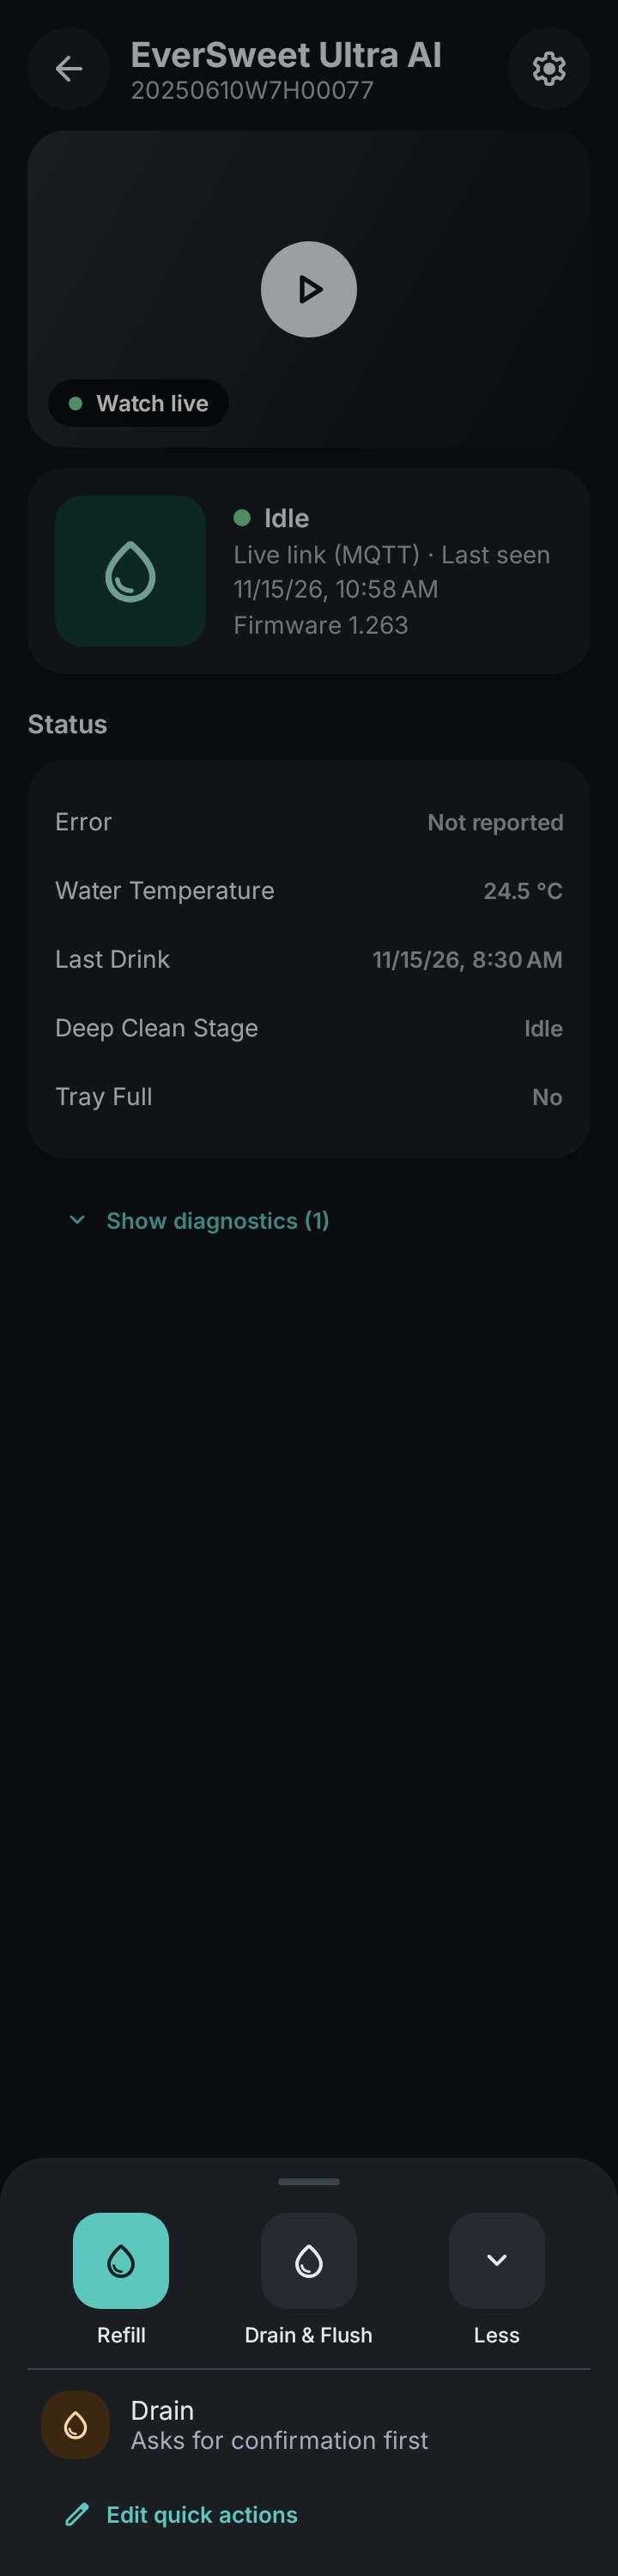 EverSweet Ultra AI
20250610W7H00077
Watch live
Idle
Live link (MQTT) · Last seen
11/15/26, 10:58 AM
Firmware 1.263
Status
Error
Not reported
Water Temperature
24.5 °C
Last Drink
11/15/26, 8:30 AM
Deep Clean Stage
Idle
Tray Full
No
Show diagnostics (1)
Refill
Drain & Flush
Less
Drain
Asks for confirmation first
Edit quick actions